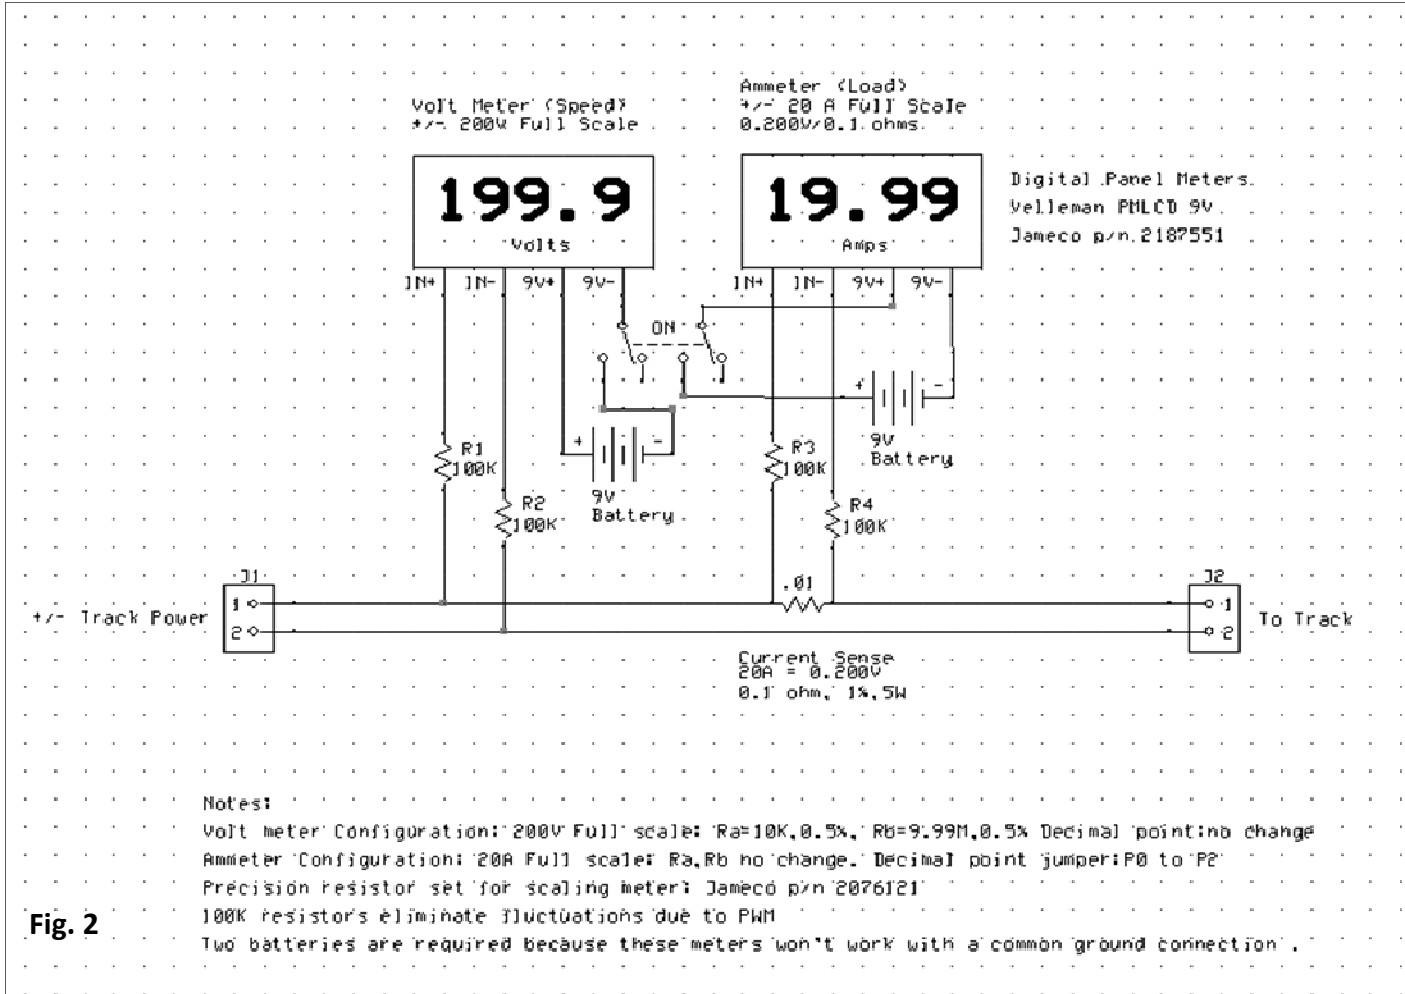 Ammeter (Load)
+/- 20 A Full Scale
0.200V/0.1 ohms
Volt Meter (Speed)
+/- 200V Full Scale
199.9
Volts
19.99
Amps
Digital Panel Meters
Velleman PMLCD 9V
Jameco p/n 2187551
IN+ IN- 9V+ 9V-
IN+ IN- 9V+ 9V-
ON
+ -
9V
Battery
R1
100K
+ -
9V
Battery
R3
100K
R2
100K
R4
100K
J1
1
2
+/- Track Power
.01
J2
1
2
To Track
Current Sense
20A = 0.200V
0.1 ohm, 1%,5W
Notes:
Volt meter Configuration: 200V Full scale: Ra=10K,0.5%, Rb=9.99M,0.5% Decimal point:no change
Ammeter Configuration: 20A Full scale: Ra,Rb no change. Decimal point jumper:P0 to P2
Precision resistor set for scaling meter: Jameco p/n 2076121
100K resistors eliminate fluctuations due to PWM
Two batteries are required because these meters won't work with a common ground connection .
Fig. 2